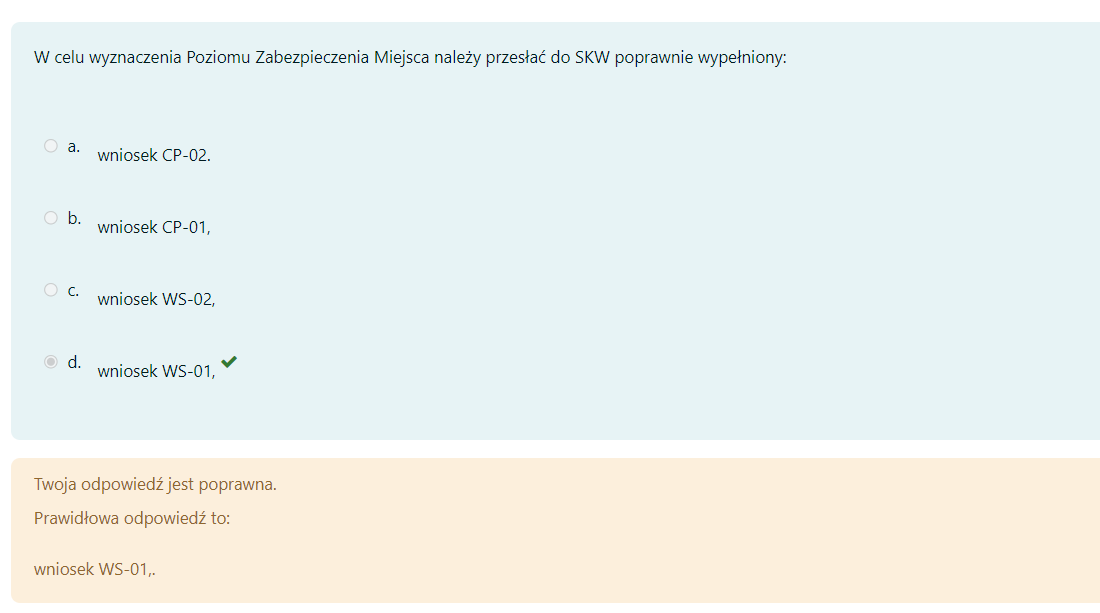 W celu wyznaczenia Poziomu Zabezpieczenia Miejsca należy przesłać do SKW poprawnie wypełniony:
a. wniosek CP-02.
b. wniosek CP-01,
c. wniosek WS-02,
d. wniosek WS-01,
Twoja odpowiedź jest poprawna.
Prawidłowa odpowiedź to:
wniosek WS-01,.